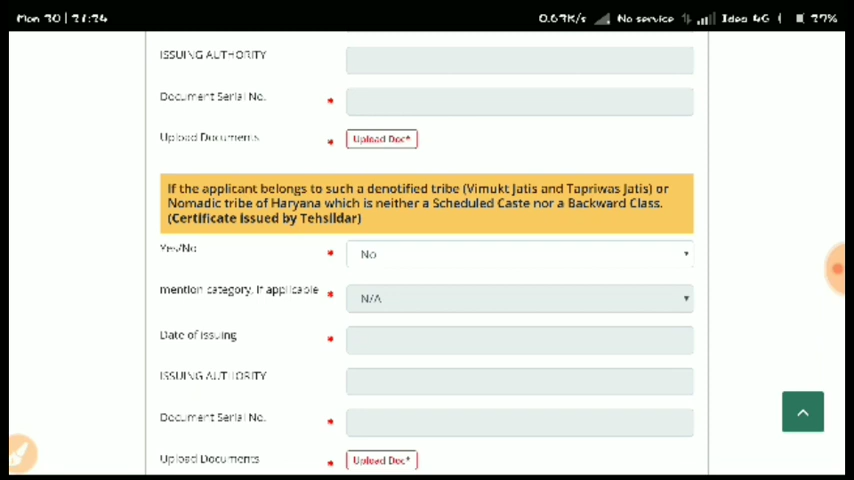 Mon 30 | 21:24 0.67K/s No service Idea 4G 27%
ISSUING AUTHORITY
Document Serial No. *
Upload Documents * Upload Doc*
If the applicant belongs to such a denotified tribe (Vimukt Jatis and Tapriwas Jatis) or
Nomadic tribe of Haryana which is neither a Scheduled Caste nor a Backward Class.
(Certificate issued by Tehsildar)
Yes/No * No
mention category, if applicable * N/A
Date of issuing *
ISSUING AUTHORITY
Document Serial No. *
Upload Documents * Upload Doc*